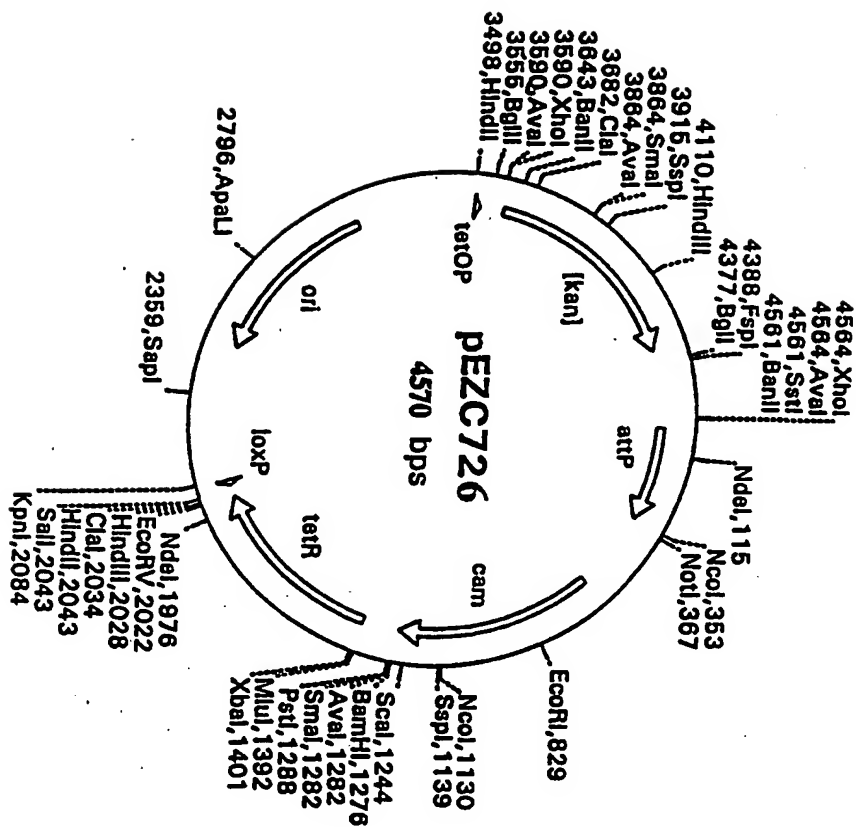 4564,XhoI
4564,AvaI
4561,SstI
4561,BanII
4388,FspI
4377,BglI
4110,HindIII
3915,SspI
3864,SmaI
3864,AvaI
3682,ClaI
3643,BanII
3590,XhoI
3590,AvaI
3556,BglII
3498,HindII
NdeI,115
NcoI,353
NotI,367
EcoRI,829
NcoI,1130
SspI,1139
ScaI,1244
BamHI,1276
AvaI,1282
SmaI,1282
PstI,1288
MluI,1392
XbaI,1401
attP
[kan]
cam
tetOP
pEZC726
4570 bps
ori
tetR
loxP
NdeI,1976
EcoRV,2022
HindIII,2028
ClaI,2034
HindII,2043
SalI,2043
KpnI,2084
2796,ApaLI
2359,SapI